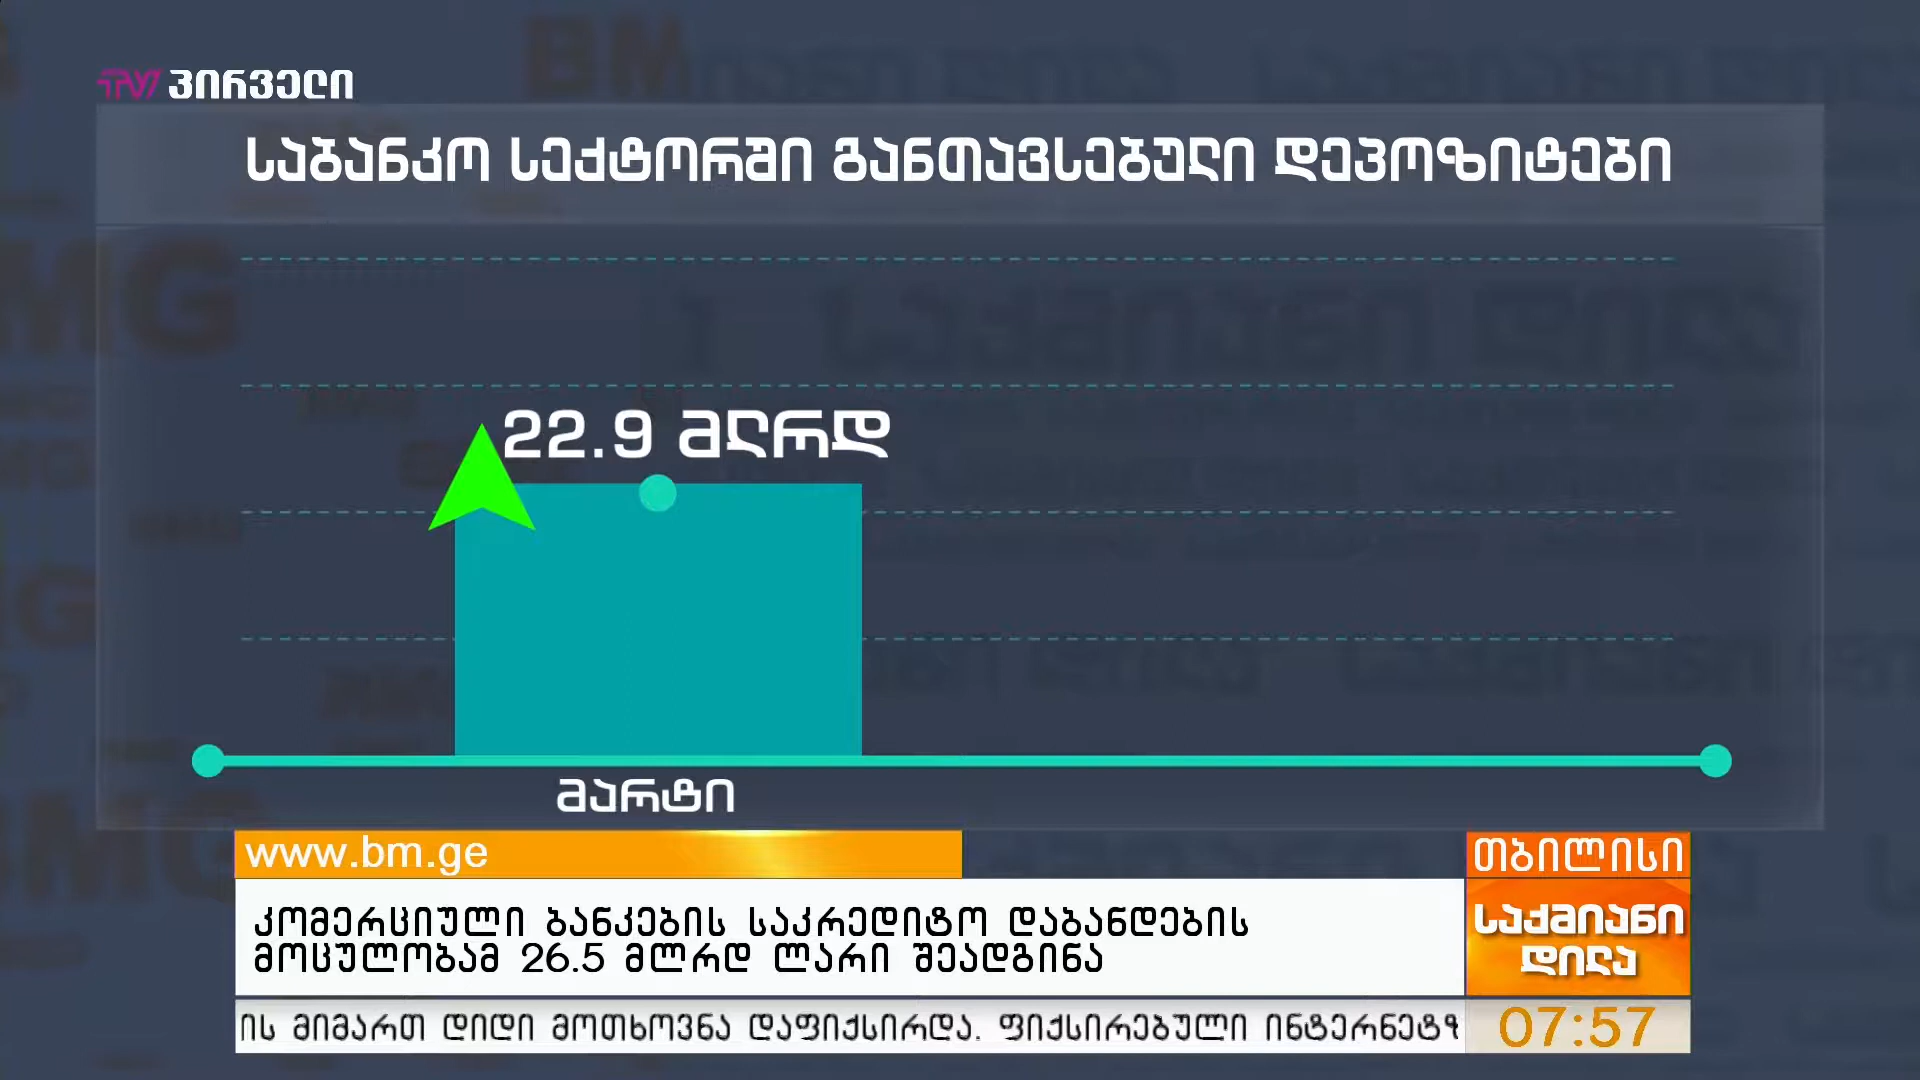 TV პირველი
საბანკო სექტორში განთავსებული დეპოზიტები
22.9 მლრდ
მარტი
www.bm.ge
თბილისი
კომერციული ბანკების საკრედიტო დაბანდების
მოცულობამ 26.5 მლრდ ლარი შეადგინა
საქმიანი
დილა
ის მიმართ დიდი მოთხოვნა დაფიქსირდა. ფიქსირებული ინტერნეტზ
07:57